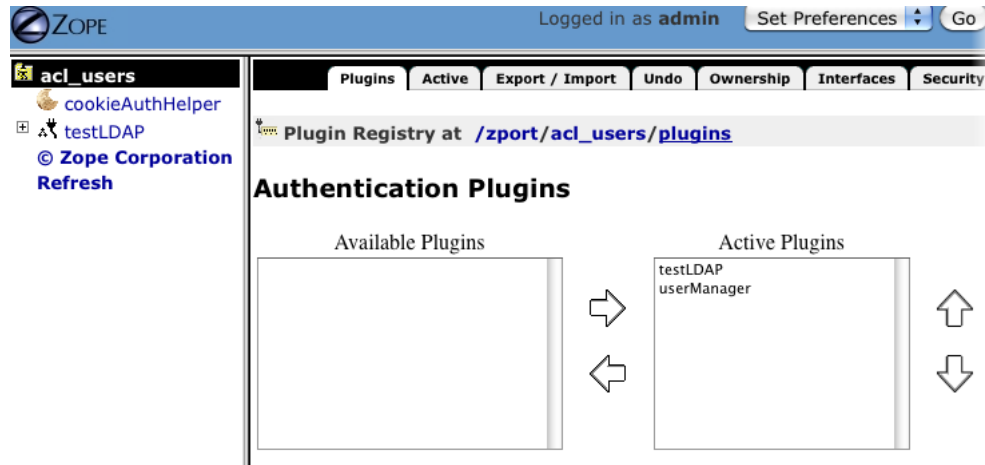 ZOPE
Logged in as admin Set Preferences Go
acl_users
cookieAuthHelper
testLDAP
© Zope Corporation
Refresh
Plugins Active Export / Import Undo Ownership Interfaces Security
Plugin Registry at /zport/acl_users/plugins
Authentication Plugins
Available Plugins
Active Plugins
testLDAP
userManager